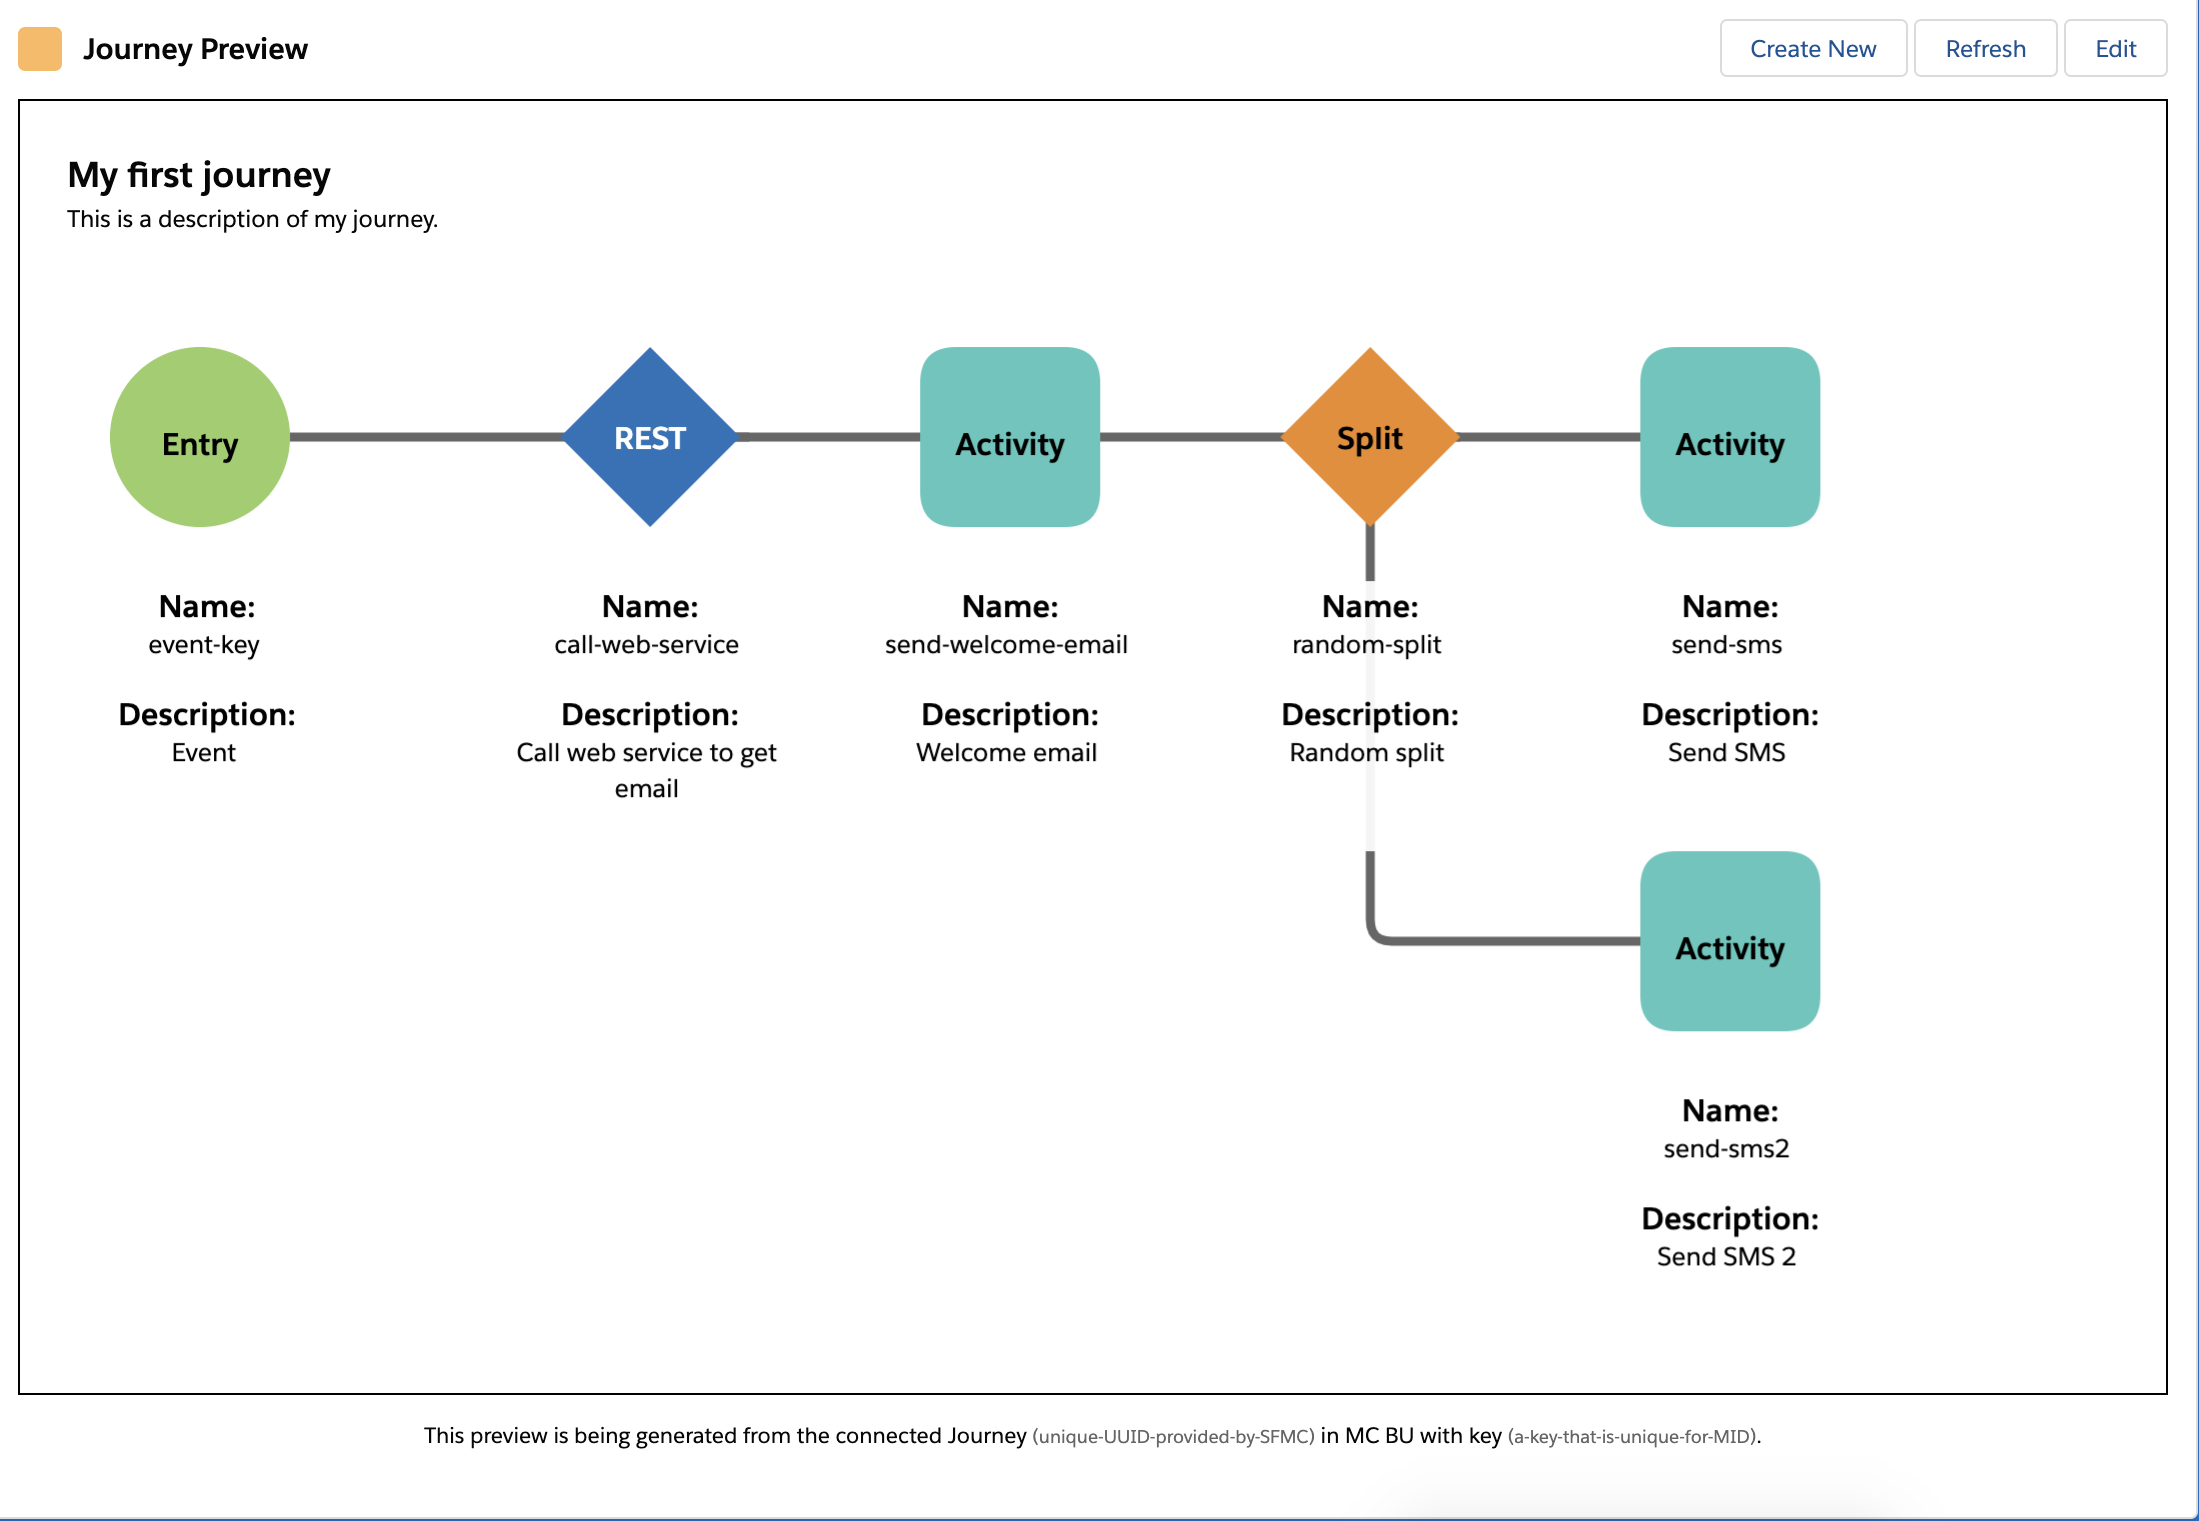 Journey Preview
Create New
Refresh
Edit
My first journey
This is a description of my journey.
Entry
REST
Activity
Split
Activity
Name:
event-key
Description:
Event
Name:
call-web-service
Description:
Call web service to get
email
Name:
send-welcome-email
Description:
Welcome email
Name:
random-split
Description:
Random split
Name:
send-sms
Description:
Send SMS
Activity
Name:
send-sms2
Description:
Send SMS 2
This preview is being generated from the connected Journey (unique-UUID-provided-by-SFMC) in MC BU with key (a-key-that-is-unique-for-MID).